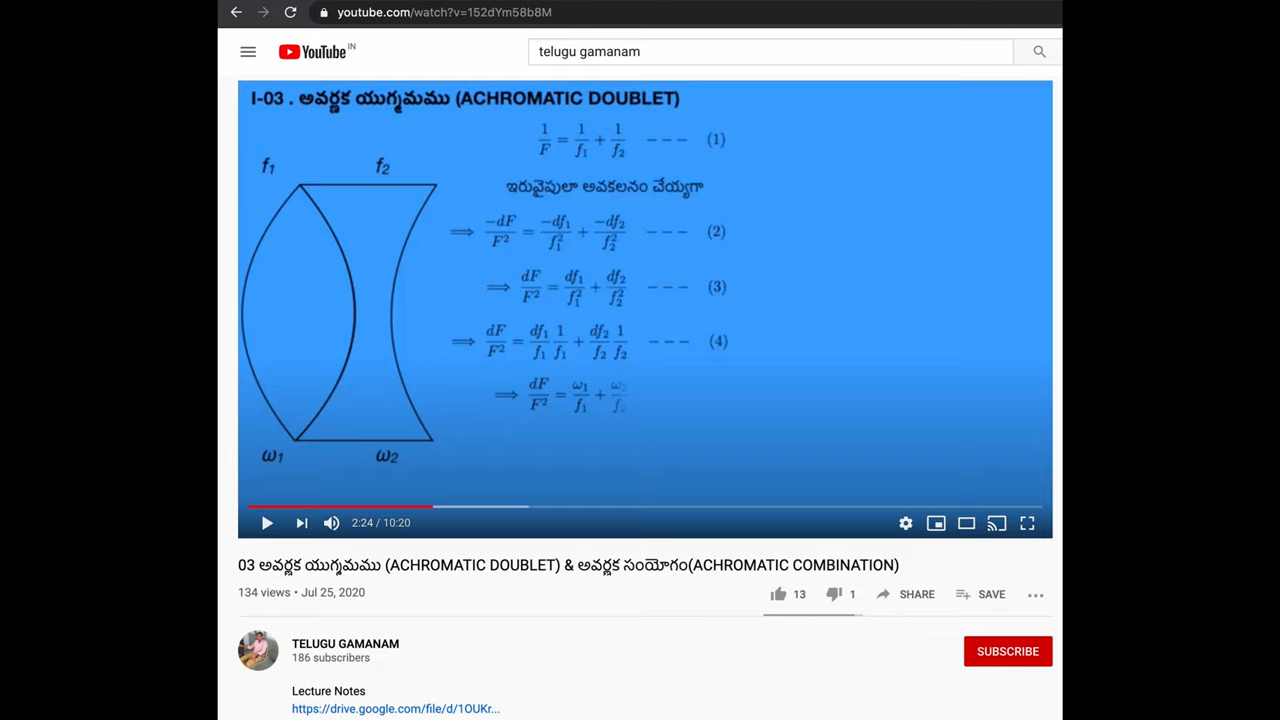 youtube.com/watch?v=152dYm58b8M
YouTube IN
telugu gamanam
I-03 . అవర్ణక యుగ్మమము (ACHROMATIC DOUBLET)
1/F = 1/f₁ + 1/f₂ --- (1)
f₁ f₂
ఇరువైపులా అవకలనం చేయ్యగా
⟹ -dF/F² = -df₁/f₁² + -df₂/f₂² --- (2)
⟹ dF/F² = df₁/f₁² + df₂/f₂² --- (3)
⟹ dF/F² = df₁/f₁ 1/f₁ + df₂/f₂ 1/f₂ --- (4)
⟹ dF/F² = ω₁/f₁ + ω₂/f₂
ω₁ ω₂
2:24 / 10:20
03 అవర్ణక యుగ్మమము (ACHROMATIC DOUBLET) & అవర్ణక సంయోగం(ACHROMATIC COMBINATION)
134 views • Jul 25, 2020
13 1 SHARE SAVE
TELUGU GAMANAM
186 subscribers
SUBSCRIBE
Lecture Notes
https://drive.google.com/file/d/1OUKr...